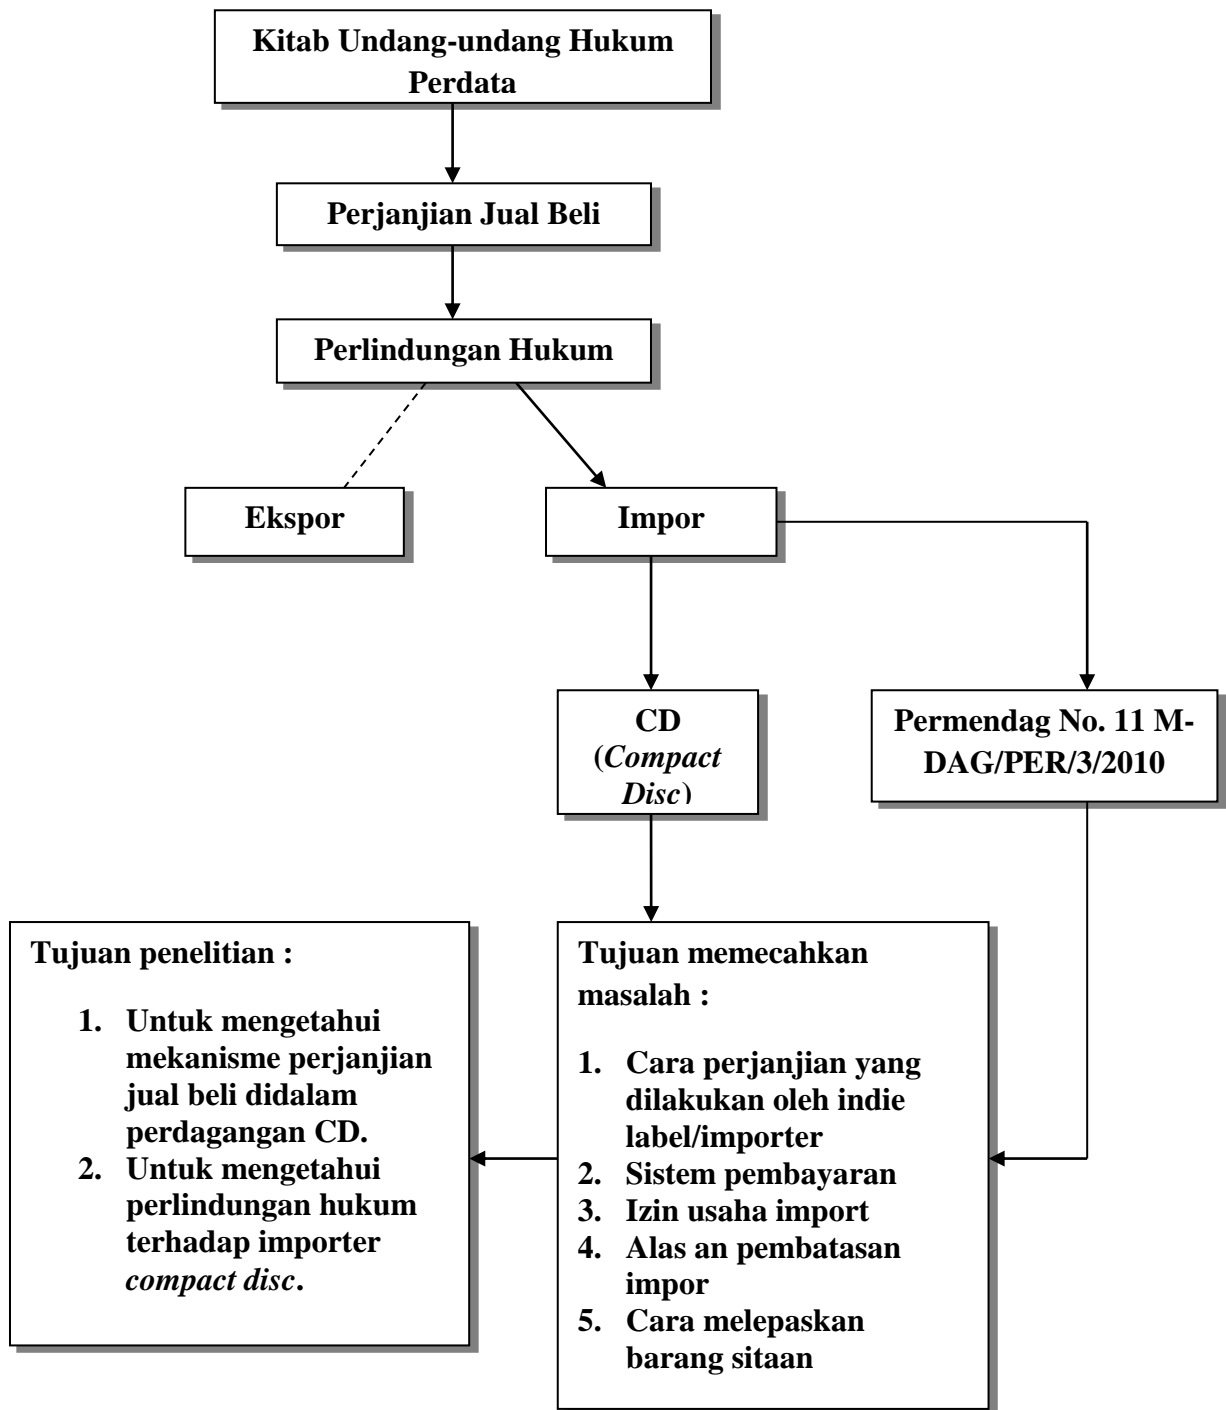 Kitab Undang-undang Hukum
Perdata
Perjanjian Jual Beli
Perlindungan Hukum
Ekspor
Impor
CD
(Compact
Disc)
Permendag No. 11 M-
DAG/PER/3/2010
Tujuan penelitian :
1. Untuk mengetahui
mekanisme perjanjian
jual beli didalam
perdagangan CD.
2. Untuk mengetahui
perlindungan hukum
terhadap importer
compact disc.
Tujuan memecahkan
masalah :
1. Cara perjanjian yang
dilakukan oleh indie
label/importer
2. Sistem pembayaran
3. Izin usaha import
4. Alas an pembatasan
impor
5. Cara melepaskan
barang sitaan